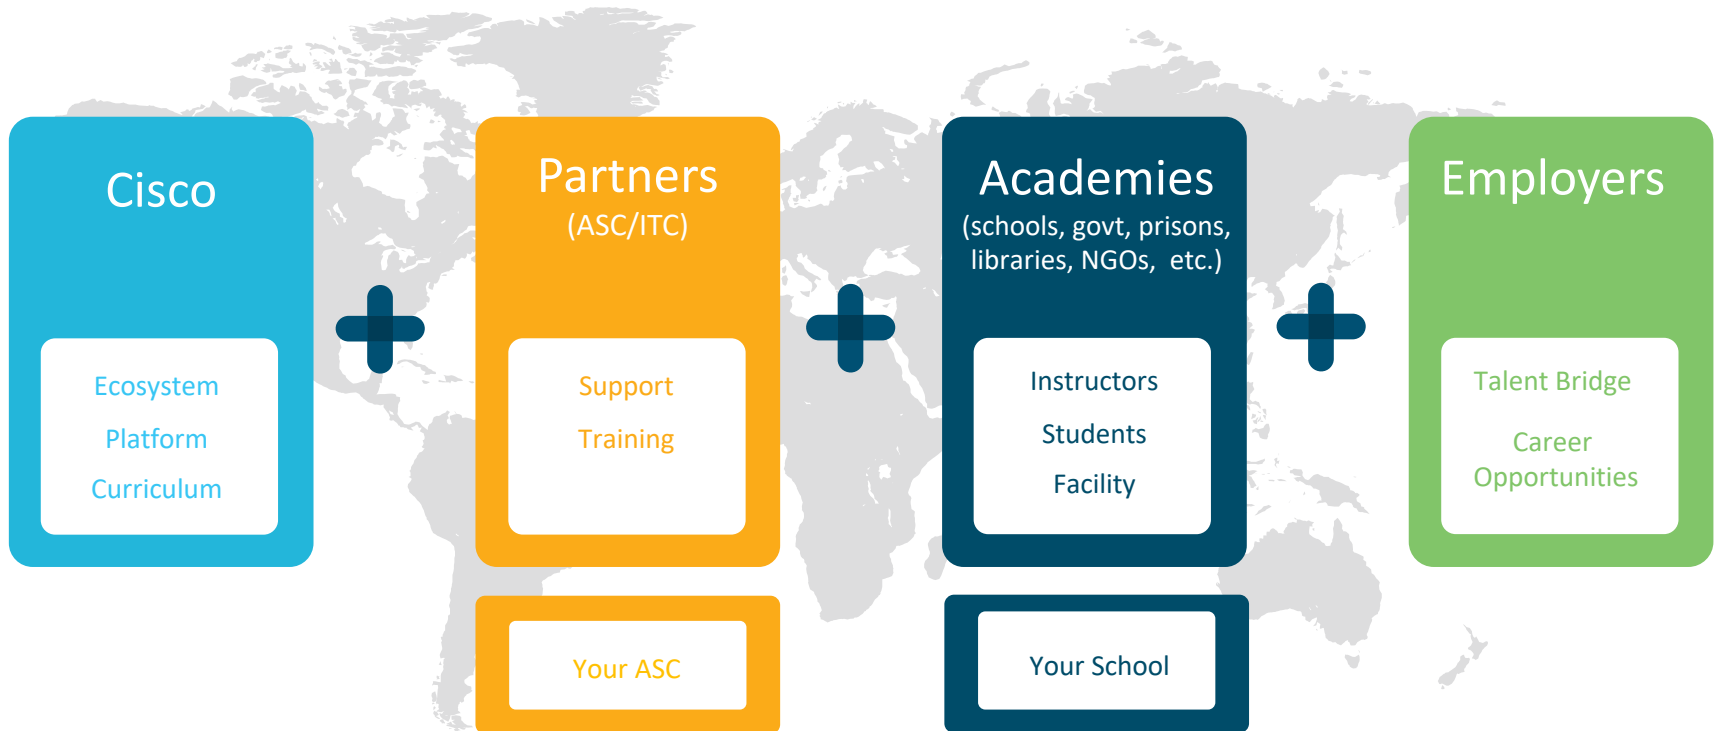 Cisco
Ecosystem
Platform
Curriculum
Partners
(ASC/ITC)
Support
Training
Your ASC
Academies
(schools, govt, prisons,
libraries, NGOs, etc.)
Instructors
Students
Facility
Your School
Employers
Talent Bridge
Career
Opportunities